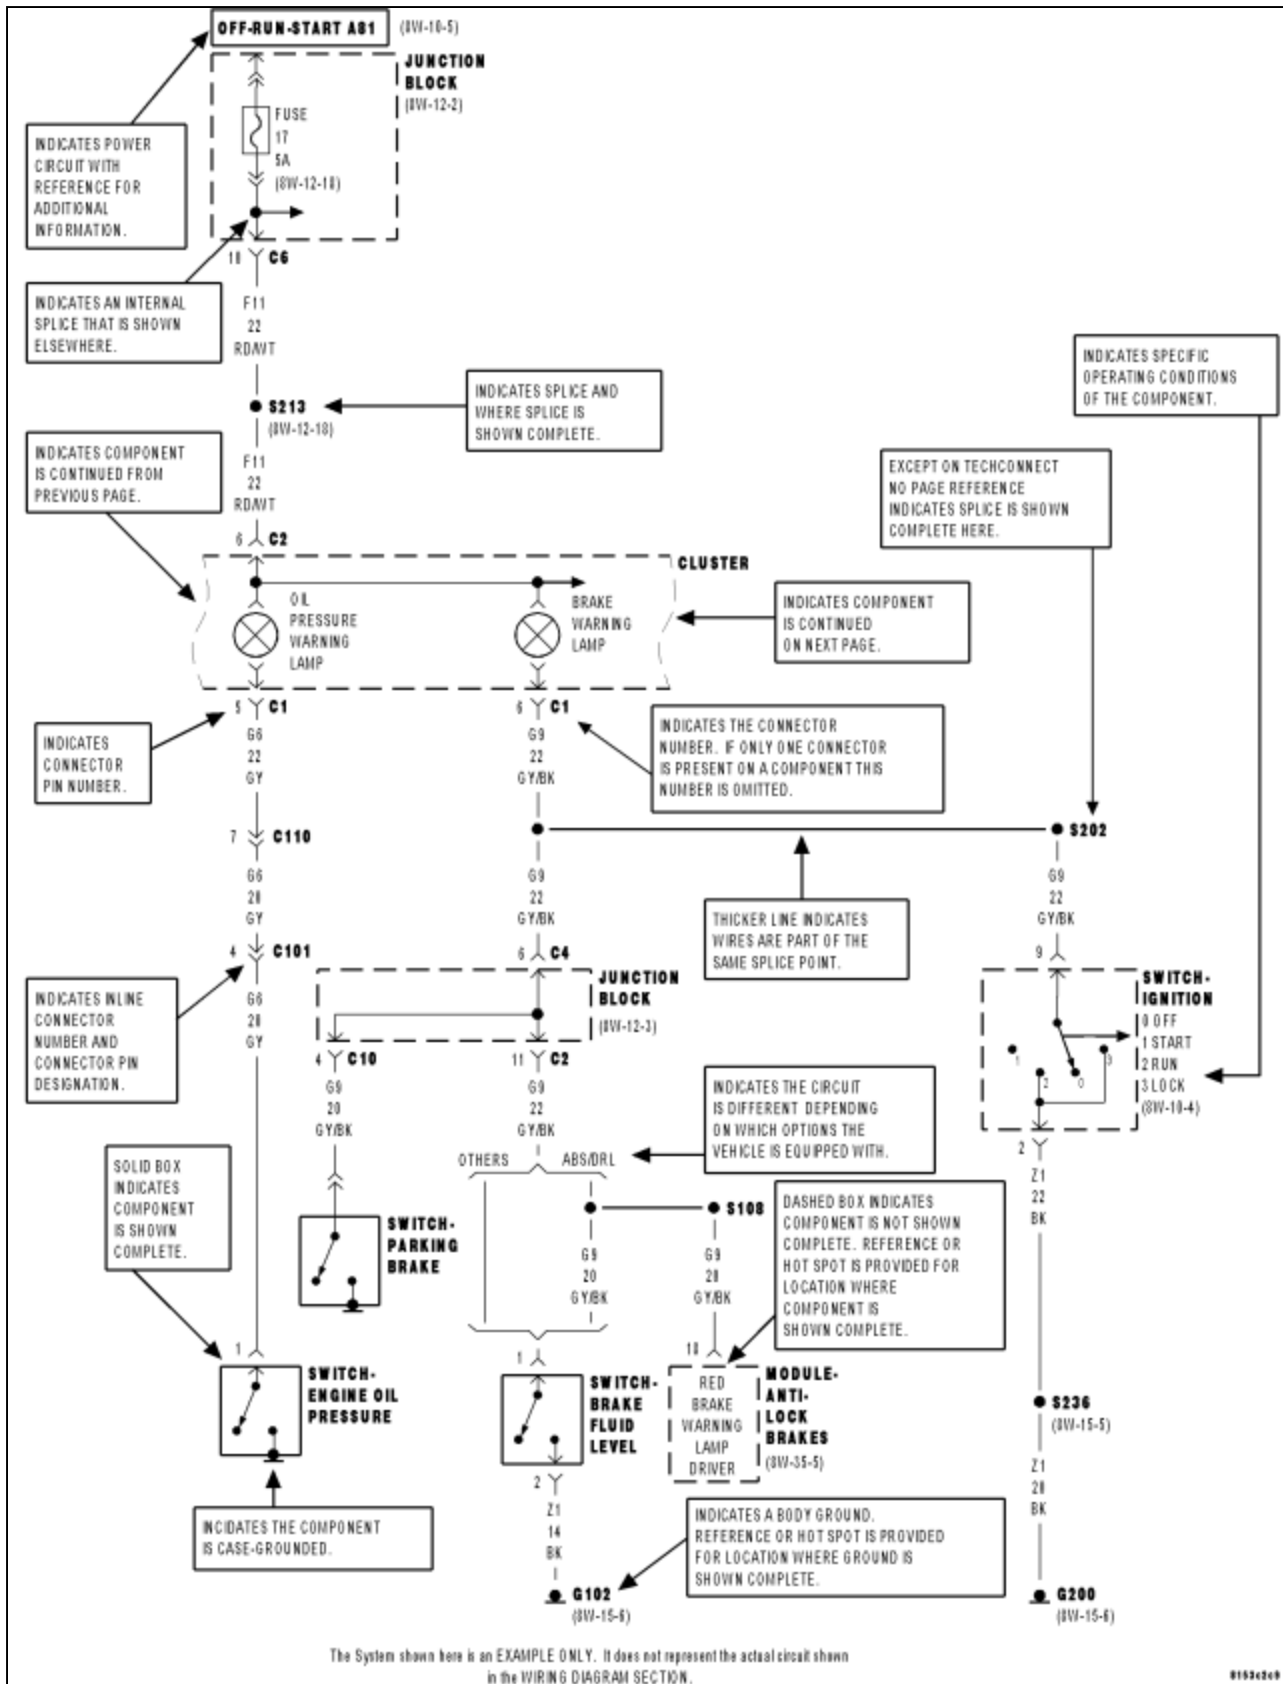 OFF-RUN-START A81
(8W-10-5)
JUNCTION
BLOCK
(8W-12-2)
FUSE
17
5A
(8W-12-18)
INDICATES POWER
CIRCUIT WITH
REFERENCE FOR
ADDITIONAL
INFORMATION.
18 C6
INDICATES AN INTERNAL
SPLICE THAT IS SHOWN
ELSEWHERE.
F11
22
RD/WT
INDICATES SPECIFIC
OPERATING CONDITIONS
OF THE COMPONENT.
INDICATES SPLICE AND
WHERE SPLICE IS
SHOWN COMPLETE.
S213
(8W-12-18)
INDICATES COMPONENT
IS CONTINUED FROM
PREVIOUS PAGE.
F11
22
RD/WT
EXCEPT ON TECHCONNECT
NO PAGE REFERENCE
INDICATES SPLICE IS SHOWN
COMPLETE HERE.
6 C2
CLUSTER
OIL
PRESSURE
WARNING
LAMP
BRAKE
WARNING
LAMP
INDICATES COMPONENT
IS CONTINUED
ON NEXT PAGE.
5 C1
6 C1
INDICATES
CONNECTOR
PIN NUMBER.
G6
22
GY
G9
22
GY/BK
INDICATES THE CONNECTOR
NUMBER. IF ONLY ONE CONNECTOR
IS PRESENT ON A COMPONENT THIS
NUMBER IS OMITTED.
7 C110
S202
G6
20
GY
G9
22
GY/BK
G9
22
GY/BK
THICKER LINE INDICATES
WIRES ARE PART OF THE
SAME SPLICE POINT.
4 C101
6 C4
9
INDICATES INLINE
CONNECTOR
NUMBER AND
CONNECTOR PIN
DESIGNATION.
G6
20
GY
JUNCTION
BLOCK
(8W-12-3)
SWITCH-
IGNITION
0 OFF
1 START
2 RUN
3 LOCK
(8W-10-4)
1
2
0
3
4 C10
11 C2
2
G9
20
GY/BK
G9
22
GY/BK
INDICATES THE CIRCUIT
IS DIFFERENT DEPENDING
ON WHICH OPTIONS THE
VEHICLE IS EQUIPPED WITH.
OTHERS
ABS/DRL
SOLID BOX
INDICATES
COMPONENT
IS SHOWN
COMPLETE.
Z1
22
BK
DASHED BOX INDICATES
COMPONENT IS NOT SHOWN
COMPLETE. REFERENCE OR
HOT SPOT IS PROVIDED FOR
LOCATION WHERE
COMPONENT IS
SHOWN COMPLETE.
S108
SWITCH-
PARKING
BRAKE
G9
20
GY/BK
G9
20
GY/BK
1
1
18
SWITCH-
ENGINE OIL
PRESSURE
SWITCH-
BRAKE
FLUID
LEVEL
RED
BRAKE
WARNING
LAMP
DRIVER
MODULE-
ANTI-
LOCK
BRAKES
(8W-35-5)
S236
(8W-15-5)
2
Z1
20
BK
INCIDATES THE COMPONENT
IS CASE-GROUNDED.
Z1
14
BK
INDICATES A BODY GROUND.
REFERENCE OR HOT SPOT IS PROVIDED
FOR LOCATION WHERE GROUND IS
SHOWN COMPLETE.
G102
(8W-15-6)
G200
(8W-15-6)
The System shown here is an EXAMPLE ONLY. It does not represent the actual circuit shown
in the WIRING DIAGRAM SECTION.